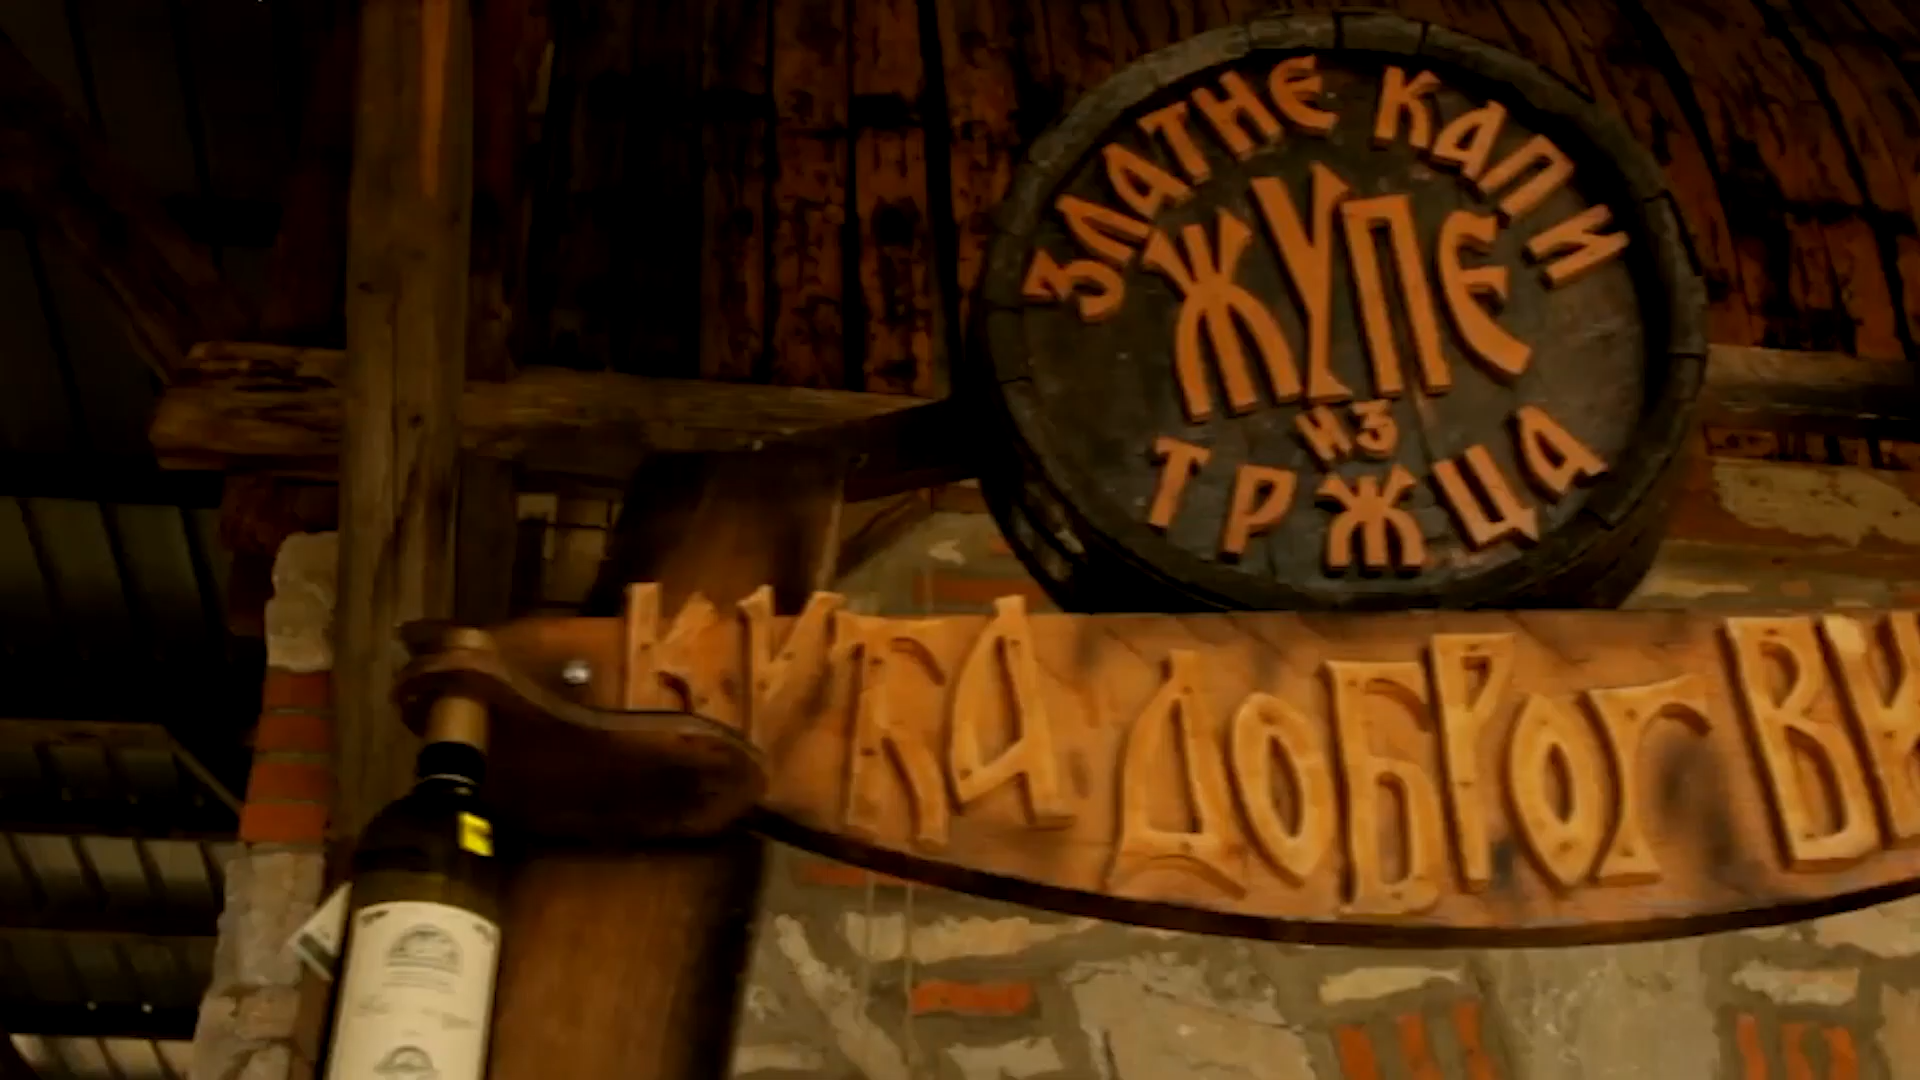 ЗЛАТНЕ КАПИ
ЖУПЕ
ИЗ
ТРЖЦА
КУЋА ДОБРОГ